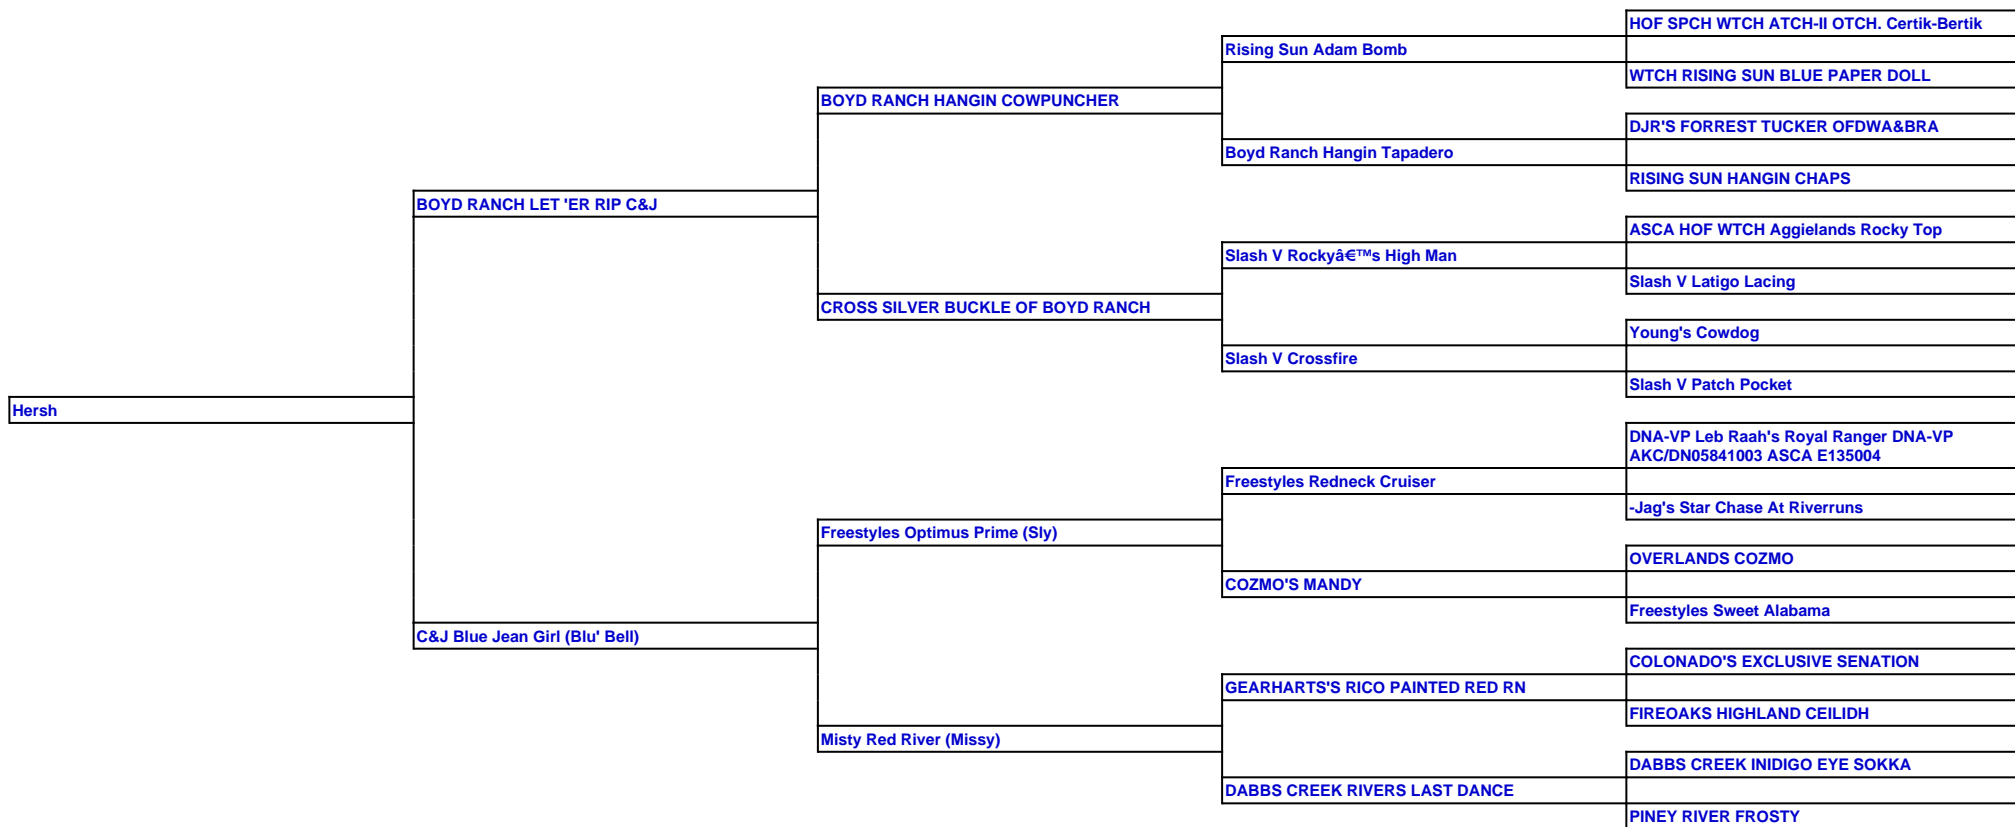 HOF SPCH WTCH ATCH-II OTCH. Certik-Bertik
Rising Sun Adam Bomb
WTCH RISING SUN BLUE PAPER DOLL
BOYD RANCH HANGIN COWPUNCHER
DJR'S FORREST TUCKER OFDWA&BRA
Boyd Ranch Hangin Tapadero
RISING SUN HANGIN CHAPS
BOYD RANCH LET 'ER RIP C&J
ASCA HOF WTCH Aggielands Rocky Top
Slash V Rockyâ€™s High Man
Slash V Latigo Lacing
CROSS SILVER BUCKLE OF BOYD RANCH
Young's Cowdog
Slash V Crossfire
Slash V Patch Pocket
Hersh
DNA-VP Leb Raah's Royal Ranger DNA-VP
AKC/DN05841003 ASCA E135004
Freestyles Redneck Cruiser
-Jag's Star Chase At Riverruns
Freestyles Optimus Prime (Sly)
OVERLANDS COZMO
COZMO'S MANDY
Freestyles Sweet Alabama
C&J Blue Jean Girl (Blu' Bell)
COLONADO'S EXCLUSIVE SENATION
GEARHARTS'S RICO PAINTED RED RN
FIREOAKS HIGHLAND CEILIDH
Misty Red River (Missy)
DABBS CREEK INIDIGO EYE SOKKA
DABBS CREEK RIVERS LAST DANCE
PINEY RIVER FROSTY